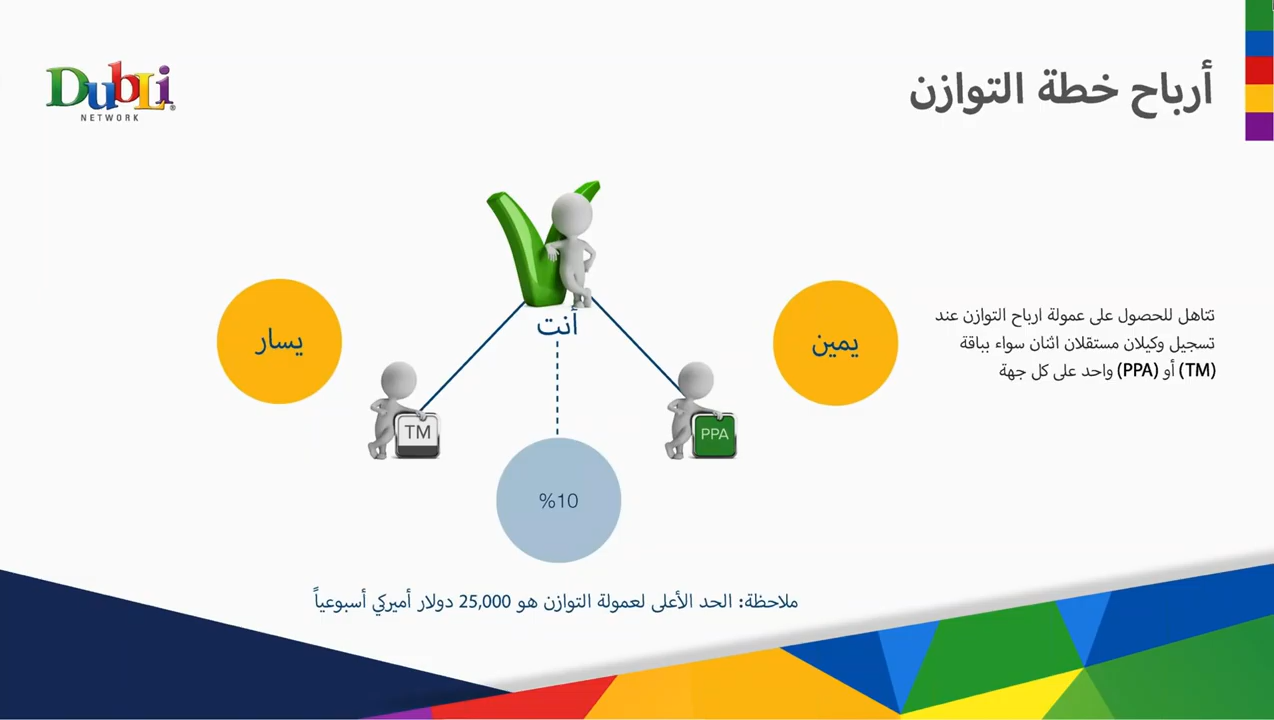 DubLi
NETWORK
أرباح خطة التوازن
أنت
يسار
يمين
تتاهل للحصول على عمولة ارباح التوازن عند
تسجيل وكيلان مستقلان اثنان سواء بباقة
(TM) أو (PPA) واحد على كل جهة
TM
PPA
%10
ملاحظة: الحد الأعلى لعمولة التوازن هو 25,000 دولار أميركي أسبوعياً